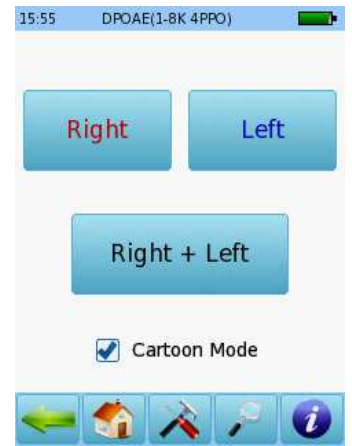 15:55 DPOAE(1-8K 4PPO)
Right Left
Right + Left
Cartoon Mode
i